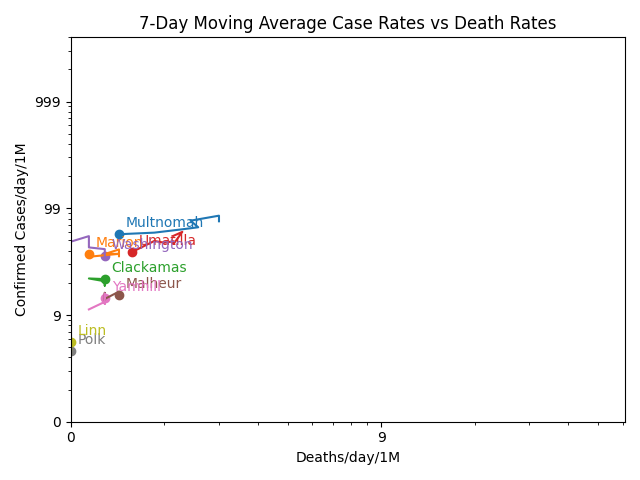 7-Day Moving Average Case Rates vs Death Rates
Confirmed Cases/day/1M
999
99
9
0
Multnomah
Marion
Umatilla
Washington
Clackamas
Malheur
Yamhill
Linn
Polk
0
9
Deaths/day/1M